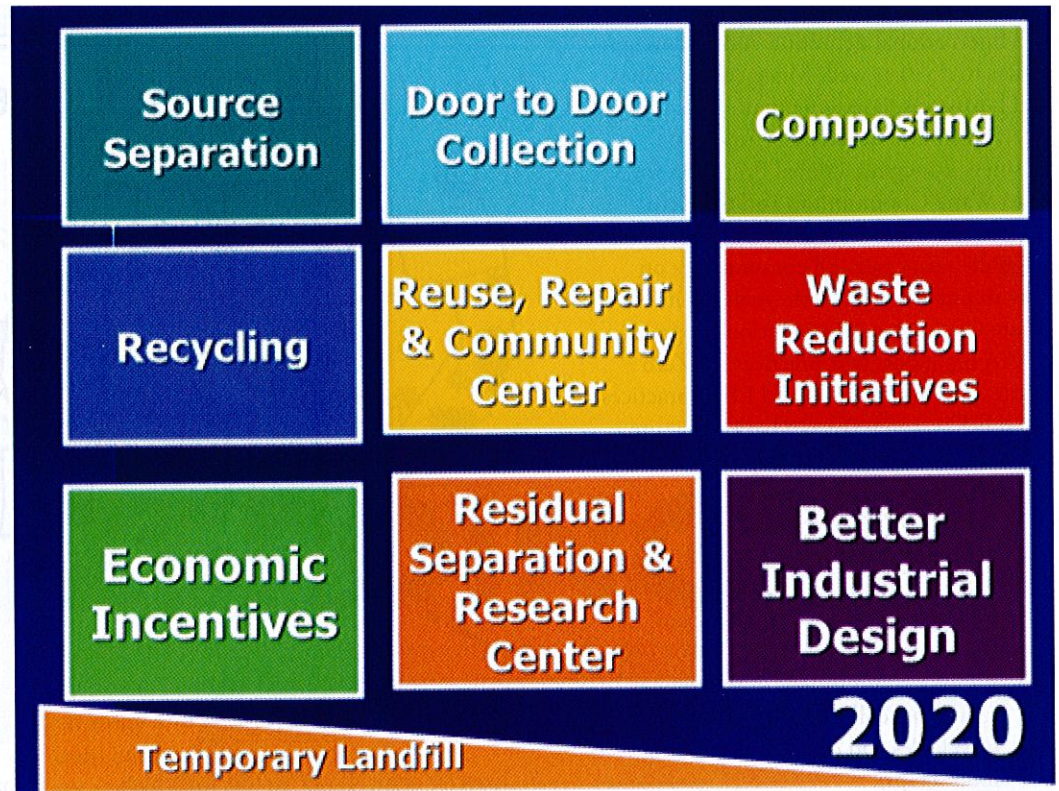 Source
Separation
Door to Door
Collection
Composting
Recycling
Reuse, Repair
& Community
Center
Waste
Reduction
Initiatives
Economic
Incentives
Residual
Separation &
Research
Center
Better
Industrial
Design
2020
Temporary Landfill